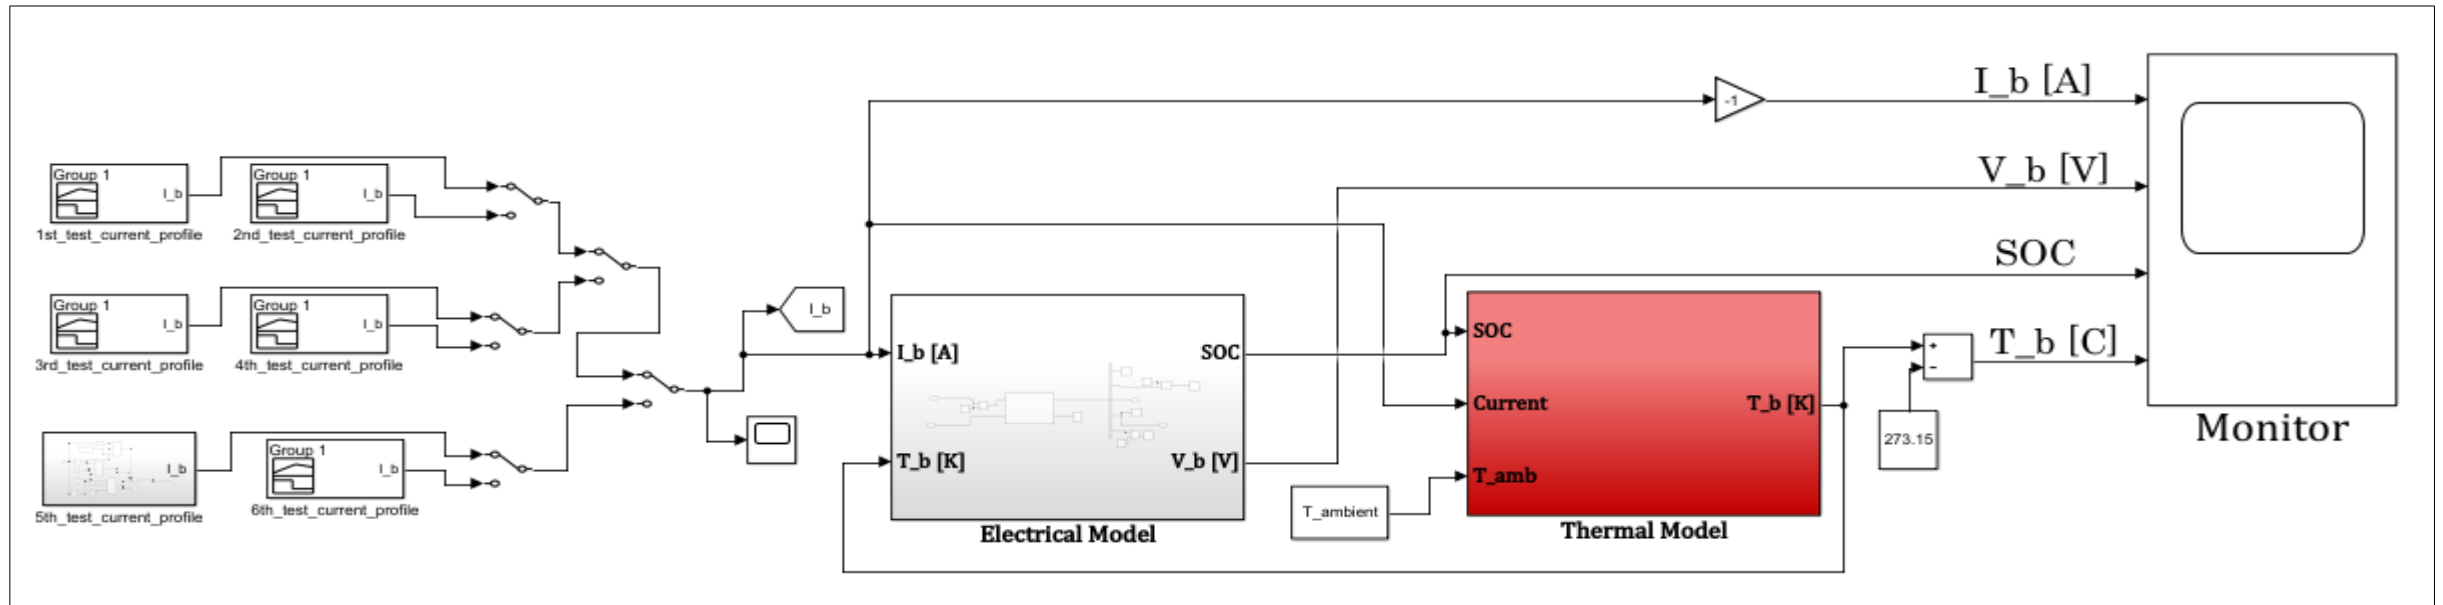 Group 1
I_b
1st_test_current_profile
Group 1
I_b
2nd_test_current_profile
Group 1
I_b
3rd_test_current_profile
Group 1
I_b
4th_test_current_profile
I_b
5th_test_current_profile
Group 1
I_b
6th_test_current_profile
I_b
I_b [A]
T_b [K]
SOC
V_b [V]
Electrical Model
T_ambient
SOC
Current
T_amb
T_b [K]
Thermal Model
-1
+
-
273.15
I_b [A]
V_b [V]
SOC
T_b [C]
Monitor